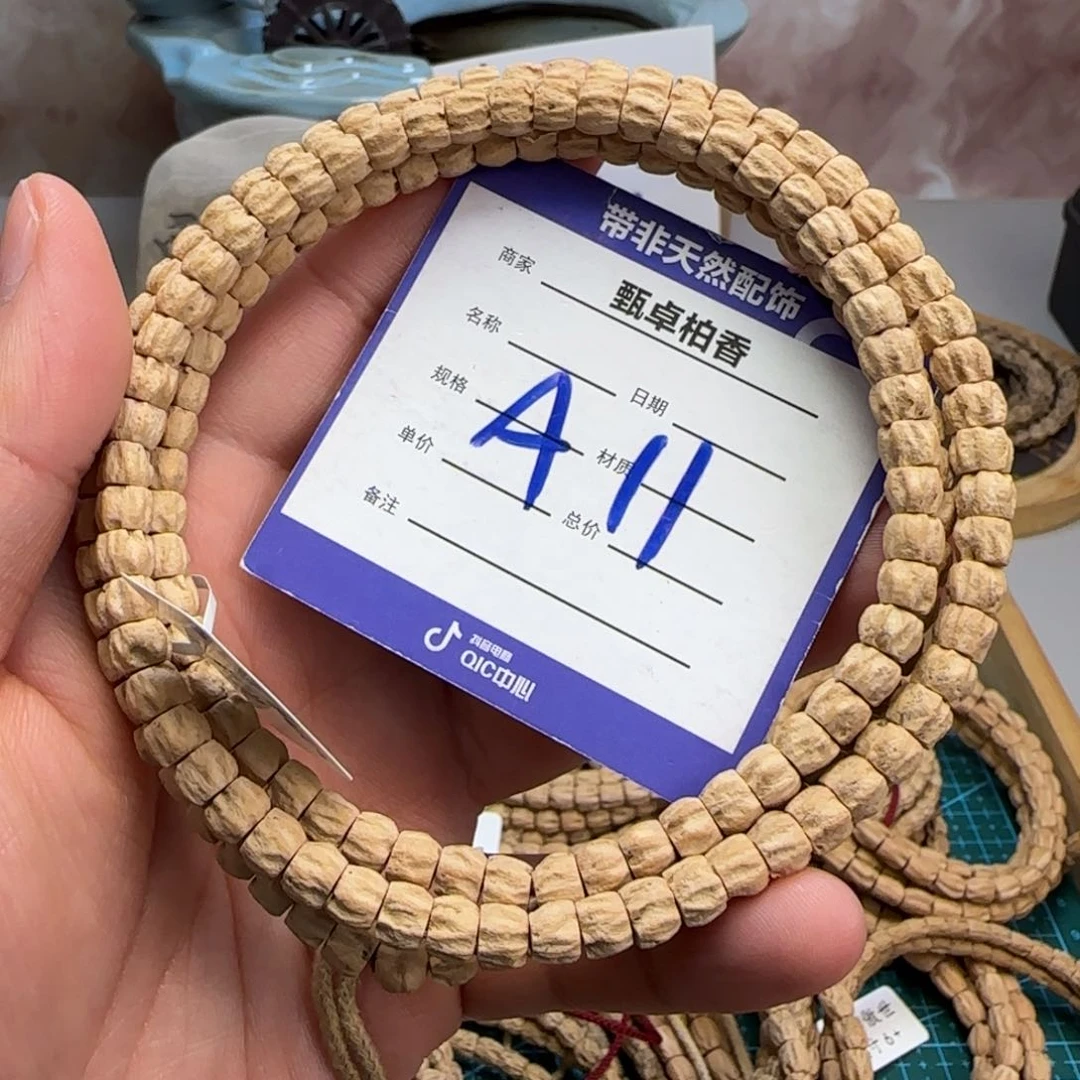 带非天然配饰
商家 甄卓柏香
名称 日期
规格 材质
单价 总价
A11
备注
抖音电商
QIC中心